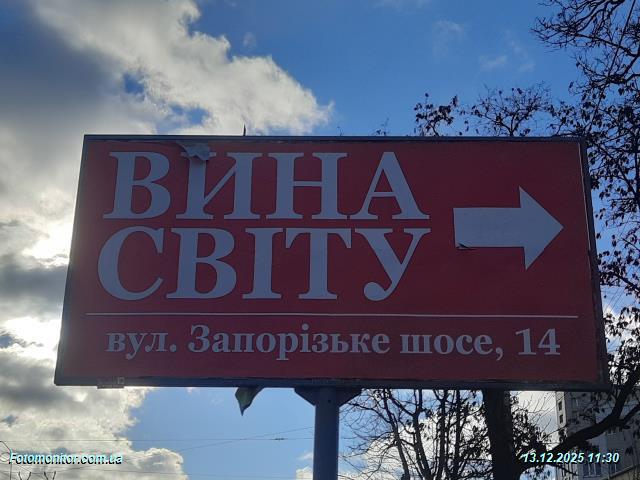 ВИНА
СВІТУ
вул. Запорізьке шосе, 14
Fotomonitor.com.ua
13.12.2025 11:30